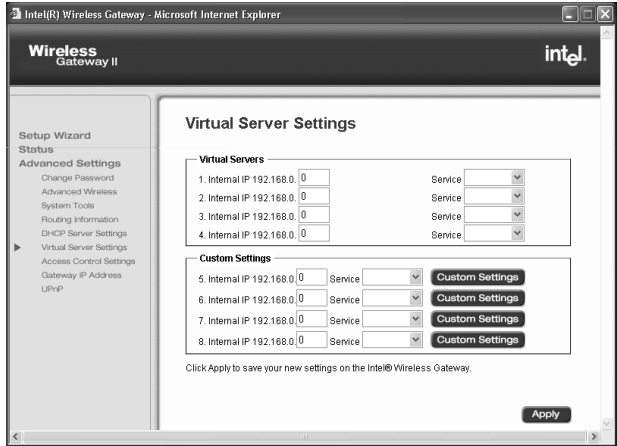 Intel(R) Wireless Gateway - Microsoft Internet Explorer
Wireless
Gateway II
intel.
Setup Wizard
Status
Advanced Settings
Change Password
Advanced Wireless
System Tools
Routing Information
DHCP Server Settings
Virtual Server Settings
Access Control Settings
Gateway IP Address
UPnP
Virtual Server Settings
Virtual Servers
1. Internal IP 192.168.0. 0 Service
2. Internal IP 192.168.0. 0 Service
3. Internal IP 192.168.0. 0 Service
4. Internal IP 192.168.0. 0 Service
Custom Settings
5. Internal IP 192.168.0. 0 Service Custom Settings
6. Internal IP 192.168.0. 0 Service Custom Settings
7. Internal IP 192.168.0. 0 Service Custom Settings
8. Internal IP 192.168.0. 0 Service Custom Settings
Click Apply to save your new settings on the Intel® Wireless Gateway.
Apply